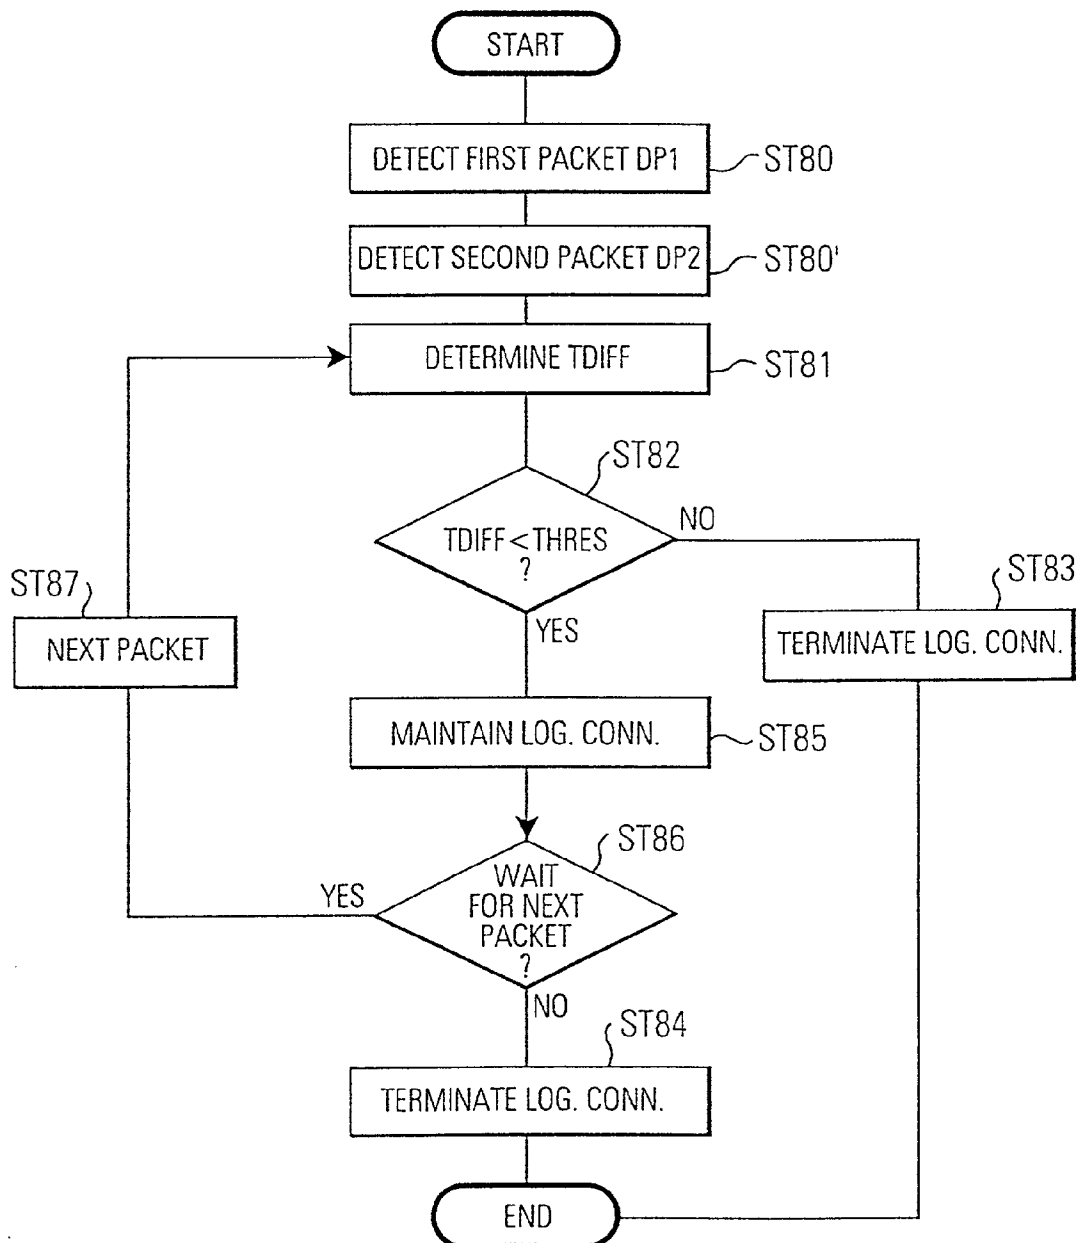 START
DETECT FIRST PACKET DP1
ST80
DETECT SECOND PACKET DP2
ST80'
DETERMINE TDIFF
ST81
ST82
TDIFF<THRES
?
NO
YES
ST83
TERMINATE LOG. CONN.
ST87
NEXT PACKET
MAINTAIN LOG. CONN.
ST85
ST86
WAIT
FOR NEXT
PACKET
?
YES
NO
ST84
TERMINATE LOG. CONN.
END